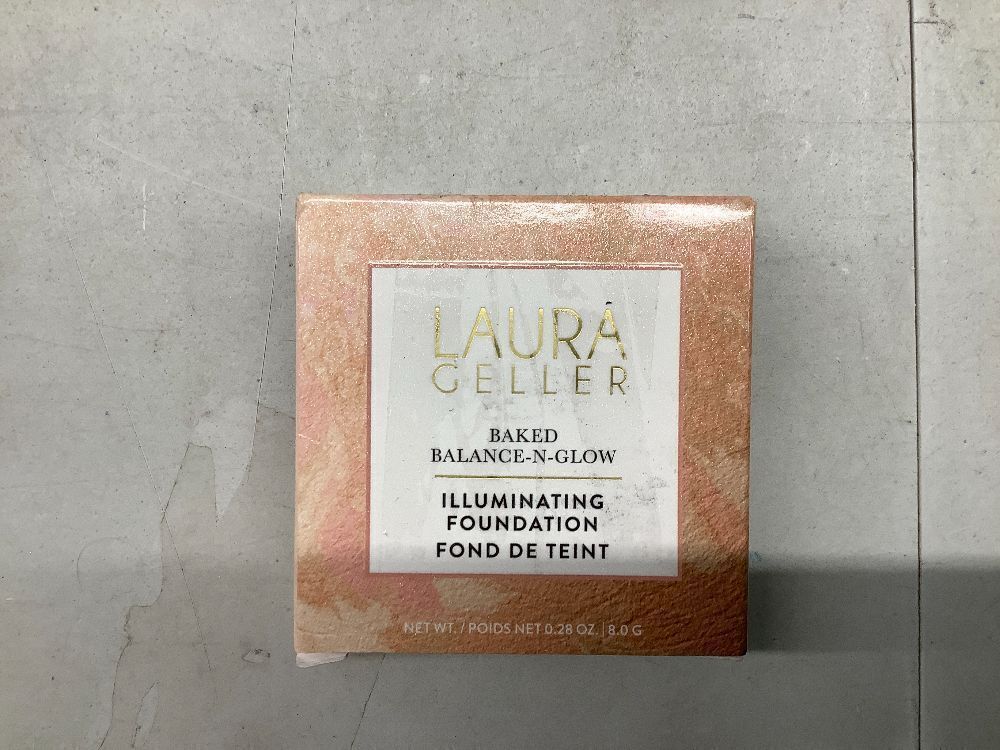 LAURA
GELLER
BAKED
BALANCE-N-GLOW
ILLUMINATING
FOUNDATION
FOND DE TEINT
NET WT. / POIDS NET 0.28 OZ. | 8.0 G